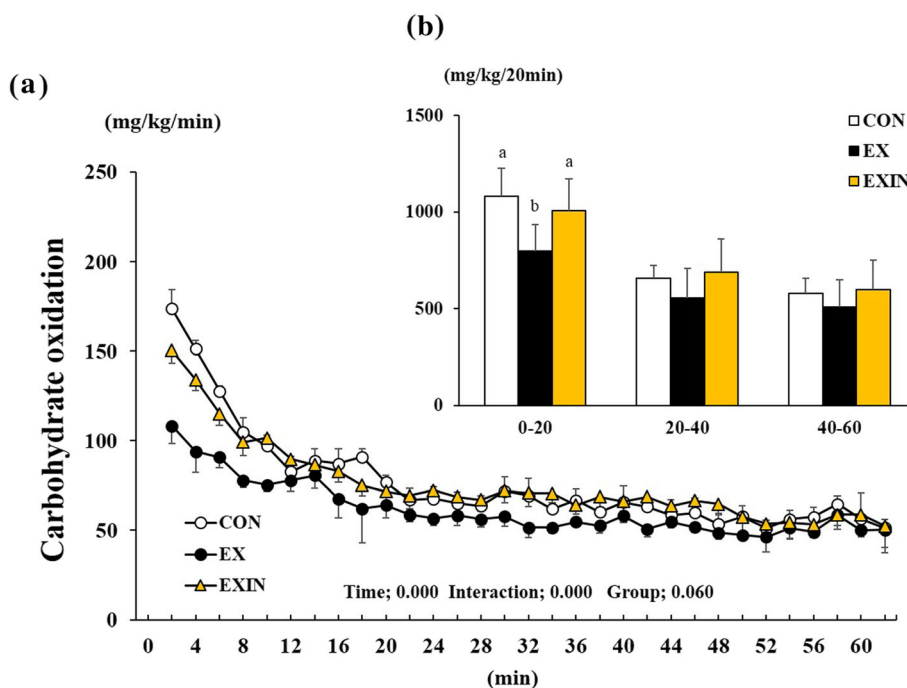 (b)
(a)
(mg/kg/20min)
(mg/kg/min)
1500
1000
500
0
a
b
a
CON
EX
EXIN
0-20
20-40
40-60
Carbohydrate oxidation
250
200
150
100
50
0
CON
EX
EXIN
Time; 0.000 Interaction; 0.000 Group; 0.060
0 4 8 12 16 20 24 28 32 36 40 44 48 52 56 60
(min)